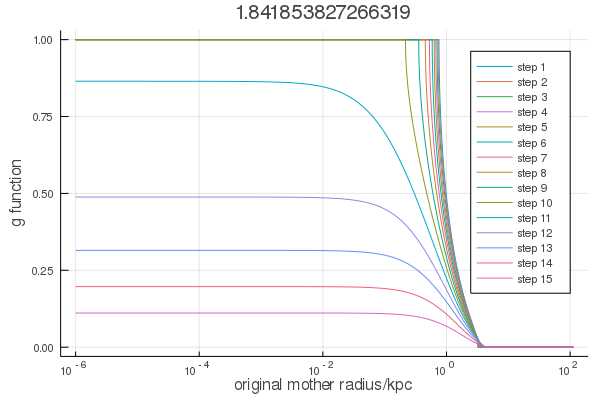 1.841853827266319
1.00
0.75
0.50
0.25
0.00
g function
10^-6
10^-4
10^-2
10^0
10^2
original mother radius/kpc
step 1
step 2
step 3
step 4
step 5
step 6
step 7
step 8
step 9
step 10
step 11
step 12
step 13
step 14
step 15